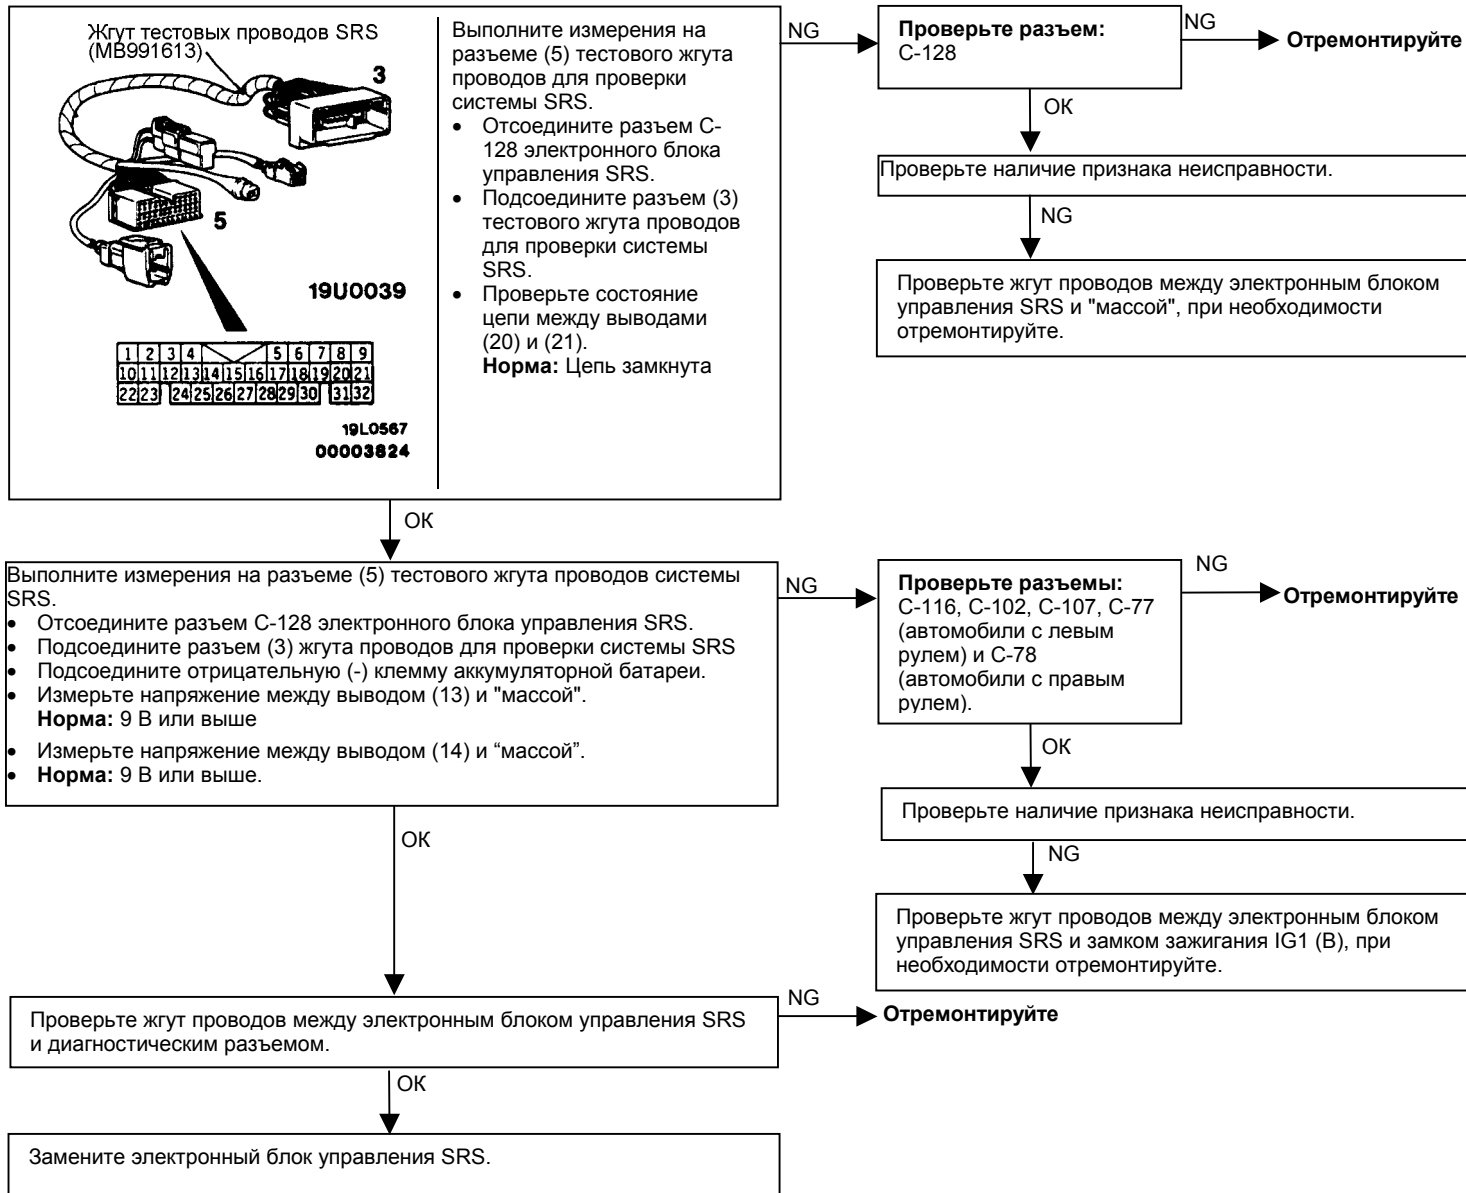 Жгут тестовых проводов SRS
(MB991613)
3
5
19U0039
1 2 3 4 5 6 7 8 9
10 11 12 13 14 15 16 17 18 19 20 21
22 23 24 25 26 27 28 29 30 31 32
19L0567
00003824
Выполните измерения на
разъеме (5) тестового жгута
проводов для проверки
системы SRS.
• Отсоедините разъем С-
128 электронного блока
управления SRS.
• Подсоедините разъем (3)
тестового жгута проводов
для проверки системы
SRS.
• Проверьте состояние
цепи между выводами
(20) и (21).
Норма: Цепь замкнута
NG
Проверьте разъем:
С-128
NG
Отремонтируйте
OK
Проверьте наличие признака неисправности.
NG
Проверьте жгут проводов между электронным блоком
управления SRS и "массой", при необходимости
отремонтируйте.
OK
Выполните измерения на разъеме (5) тестового жгута проводов системы
SRS.
• Отсоедините разъем С-128 электронного блока управления SRS.
• Подсоедините разъем (3) жгута проводов для проверки системы SRS
• Подсоедините отрицательную (-) клемму аккумуляторной батареи.
• Измерьте напряжение между выводом (13) и "массой".
Норма: 9 В или выше
• Измерьте напряжение между выводом (14) и “массой”.
• Норма: 9 В или выше.
NG
Проверьте разъемы:
С-116, С-102, С-107, С-77
(автомобили с левым
рулем) и С-78
(автомобили с правым
рулем).
NG
Отремонтируйте
OK
Проверьте наличие признака неисправности.
NG
Проверьте жгут проводов между электронным блоком
управления SRS и замком зажигания IG1 (В), при
необходимости отремонтируйте.
OK
Проверьте жгут проводов между электронным блоком управления SRS
и диагностическим разъемом.
NG
Отремонтируйте
OK
Замените электронный блок управления SRS.